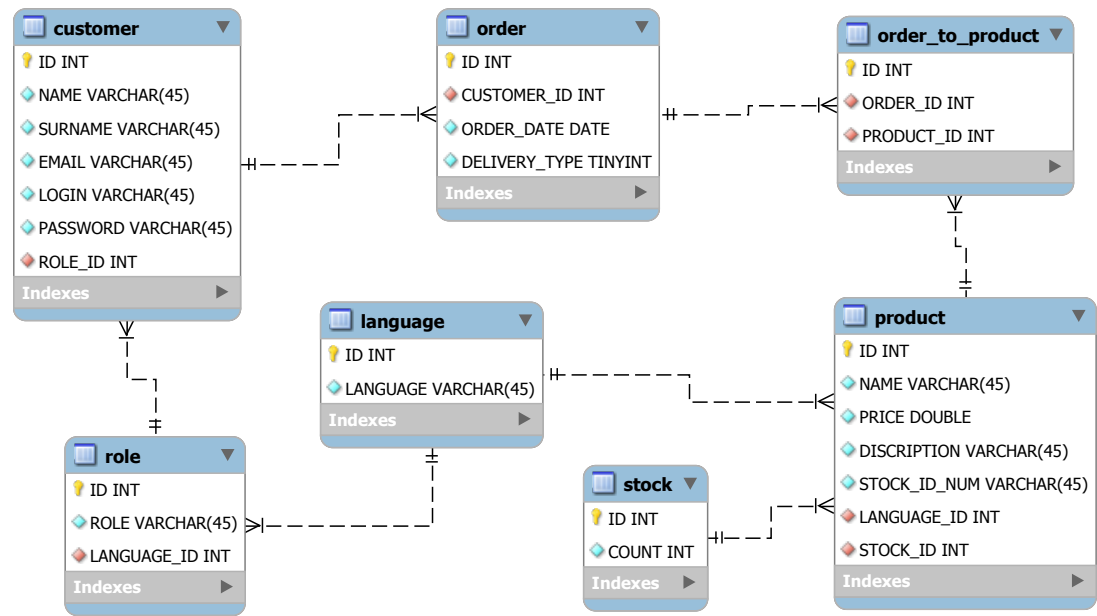 customer
ID INT
NAME VARCHAR(45)
SURNAME VARCHAR(45)
EMAIL VARCHAR(45)
LOGIN VARCHAR(45)
PASSWORD VARCHAR(45)
ROLE_ID INT
Indexes
order
ID INT
CUSTOMER_ID INT
ORDER_DATE DATE
DELIVERY_TYPE TINYINT
Indexes
order_to_product
ID INT
ORDER_ID INT
PRODUCT_ID INT
Indexes
language
ID INT
LANGUAGE VARCHAR(45)
Indexes
product
ID INT
NAME VARCHAR(45)
PRICE DOUBLE
DISCRIPTION VARCHAR(45)
STOCK_ID_NUM VARCHAR(45)
LANGUAGE_ID INT
STOCK_ID INT
Indexes
role
ID INT
ROLE VARCHAR(45)
LANGUAGE_ID INT
Indexes
stock
ID INT
COUNT INT
Indexes